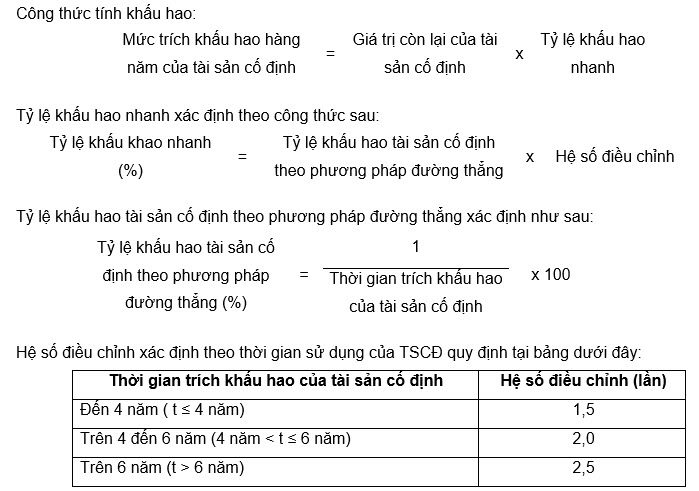 Công thức tính khấu hao:
Mức trích khấu hao hàng năm của tài sản cố định = Giá trị còn lại của tài sản cố định x Tỷ lệ khấu hao nhanh
Tỷ lệ khấu hao nhanh xác định theo công thức sau:
Tỷ lệ khấu khao nhanh (%) = Tỷ lệ khấu hao tài sản cố định theo phương pháp đường thẳng x Hệ số điều chỉnh
Tỷ lệ khấu hao tài sản cố định theo phương pháp đường thẳng xác định như sau:
Tỷ lệ khấu hao tài sản cố định theo phương pháp đường thẳng (%) = 1 Thời gian trích khấu hao của tài sản cố định x 100
Hệ số điều chỉnh xác định theo thời gian sử dụng của TSCĐ quy định tại bảng dưới đây:
Thời gian trích khấu hao của tài sản cố định Hệ số điều chỉnh (lần)
Đến 4 năm ( t ≤ 4 năm) 1,5
Trên 4 đến 6 năm (4 năm < t ≤ 6 năm) 2,0
Trên 6 năm (t > 6 năm) 2,5